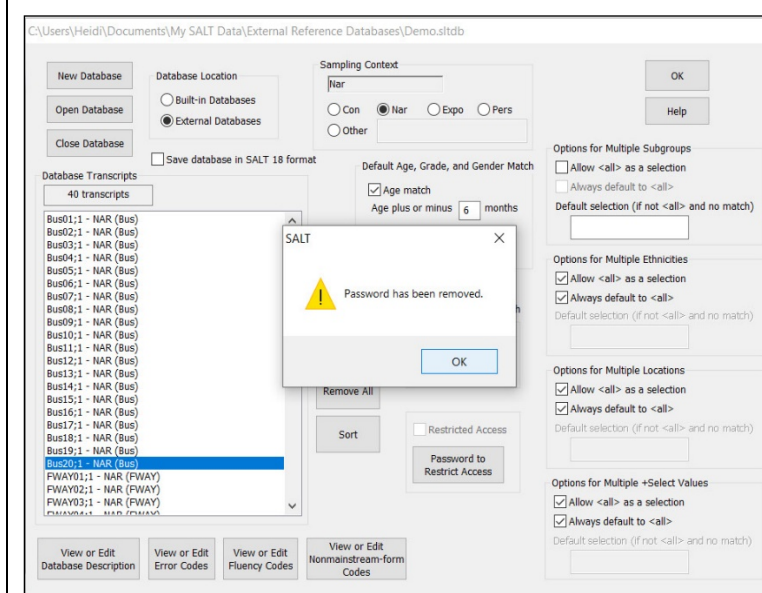 C:\Users\Heidi\Documents\My SALT Data\External Reference Databases\Demo.sltdb
New Database
Open Database
Close Database
Database Location
Built-in Databases
External Databases
Save database in SALT 18 format
Sampling Context
Nar
Con Nar Expo Pers
Other
OK
Help
Database Transcripts
40 transcripts
Bus01;1 - NAR (Bus)
Bus02;1 - NAR (Bus)
Bus03;1 - NAR (Bus)
Bus04;1 - NAR (Bus)
Bus05;1 - NAR (Bus)
Bus06;1 - NAR (Bus)
Bus07;1 - NAR (Bus)
Bus08;1 - NAR (Bus)
Bus09;1 - NAR (Bus)
Bus10;1 - NAR (Bus)
Bus11;1 - NAR (Bus)
Bus12;1 - NAR (Bus)
Bus13;1 - NAR (Bus)
Bus14;1 - NAR (Bus)
Bus15;1 - NAR (Bus)
Bus16;1 - NAR (Bus)
Bus17;1 - NAR (Bus)
Bus18;1 - NAR (Bus)
Bus19;1 - NAR (Bus)
Bus20;1 - NAR (Bus)
FWAY01;1 - NAR (FWAY)
FWAY02;1 - NAR (FWAY)
FWAY03;1 - NAR (FWAY)
FWAY04;1 - NAR (FWAY)
Default Age, Grade, and Gender Match
Age match
Age plus or minus 6 months
SALT
Password has been removed.
OK
Remove All
Sort
Restricted Access
Password to
Restrict Access
Options for Multiple Subgroups
Allow <all> as a selection
Always default to <all>
Default selection (if not <all> and no match)
Options for Multiple Ethnicities
Allow <all> as a selection
Always default to <all>
Default selection (if not <all> and no match)
Options for Multiple Locations
Allow <all> as a selection
Always default to <all>
Default selection (if not <all> and no match)
Options for Multiple +Select Values
Allow <all> as a selection
Always default to <all>
Default selection (if not <all> and no match)
View or Edit
Database Description
View or Edit
Error Codes
View or Edit
Fluency Codes
View or Edit
Nonmainstream-form
Codes